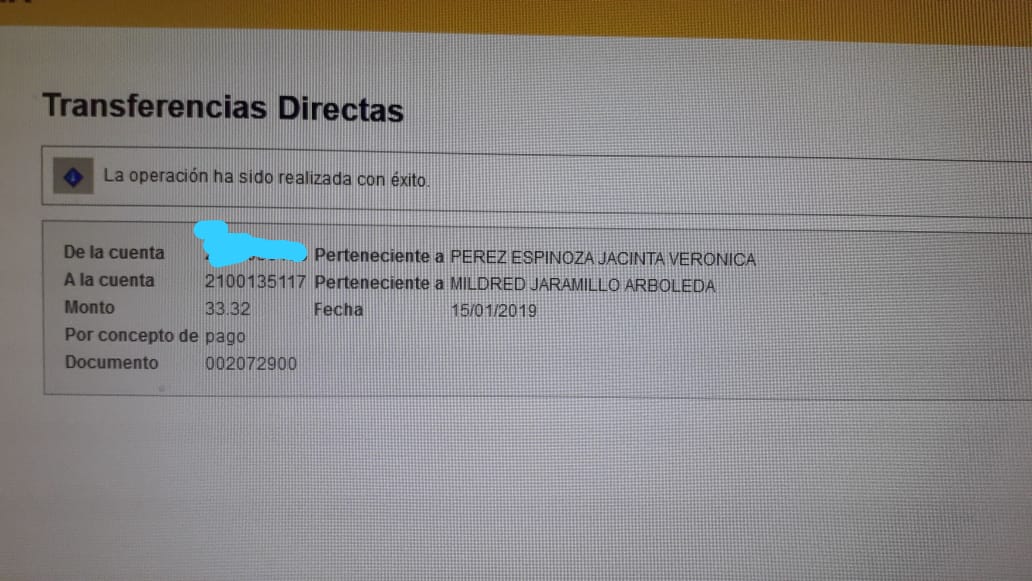 Transferencias Directas
La operación ha sido realizada con éxito.
De la cuenta Perteneciente a PEREZ ESPINOZA JACINTA VERONICA
A la cuenta 2100135117 Perteneciente a MILDRED JARAMILLO ARBOLEDA
Monto 33.32 Fecha 15/01/2019
Por concepto de pago
Documento 002072900